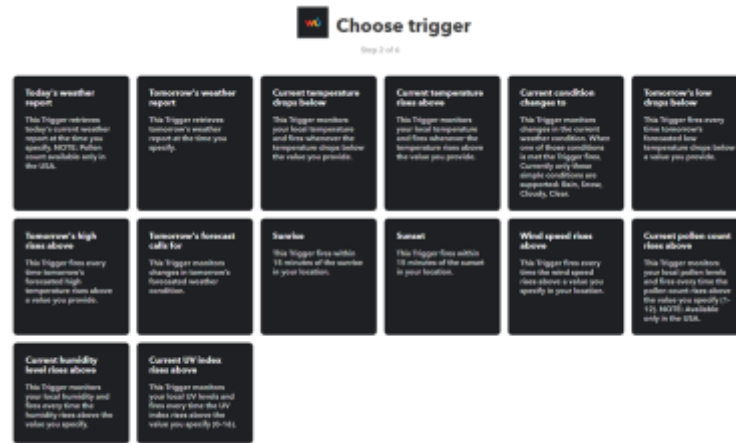 wu
Choose trigger
Step 2 of 6
Today's weather
report
This Trigger retrieves
today's current weather
report at the time you
specify. NOTE: Pollen
count available only in
the USA.
Tomorrow's weather
report
This Trigger retrieves
tomorrow's weather
report at the time you
specify.
Current temperature
drops below
This Trigger monitors
your local temperature
and fires whenever the
temperature drops below
the value you provide.
Current temperature
rises above
This Trigger monitors
your local temperature
and fires whenever the
temperature rises above
the value you provide.
Current condition
changes to
This Trigger monitors
changes in the current
weather condition. When
one of these conditions
is met the Trigger fires.
Currently only these
simple conditions are
supported: Rain, Snow,
Cloudy, Clear.
Tomorrow's low
drops below
This Trigger fires every
time tomorrow's
forecasted low
temperature drops below
a value you provide.
Tomorrow's high
rises above
This Trigger fires every
time tomorrow's
forecasted high
temperature rises above
a value you provide.
Tomorrow's forecast
calls for
This Trigger monitors
changes in tomorrow's
forecasted weather
condition.
Sunrise
This Trigger fires within
15 minutes of the sunrise
in your location.
Sunset
This Trigger fires within
15 minutes of the sunset
in your location.
Wind speed rises
above
This Trigger fires every
time the wind speed
rises above a value you
specify in your location.
Current pollen count
rises above
This Trigger monitors
your local pollen levels
and fires every time the
pollen count rises above
the value you specify (1-
12). NOTE: Available
only in the USA.
Current humidity
level rises above
This Trigger monitors
your local humidity and
fires every time the
humidity rises above the
value you specify.
Current UV index
rises above
This Trigger monitors
your local UV levels and
fires every time the UV
index rises above the
value you specify (0-16).